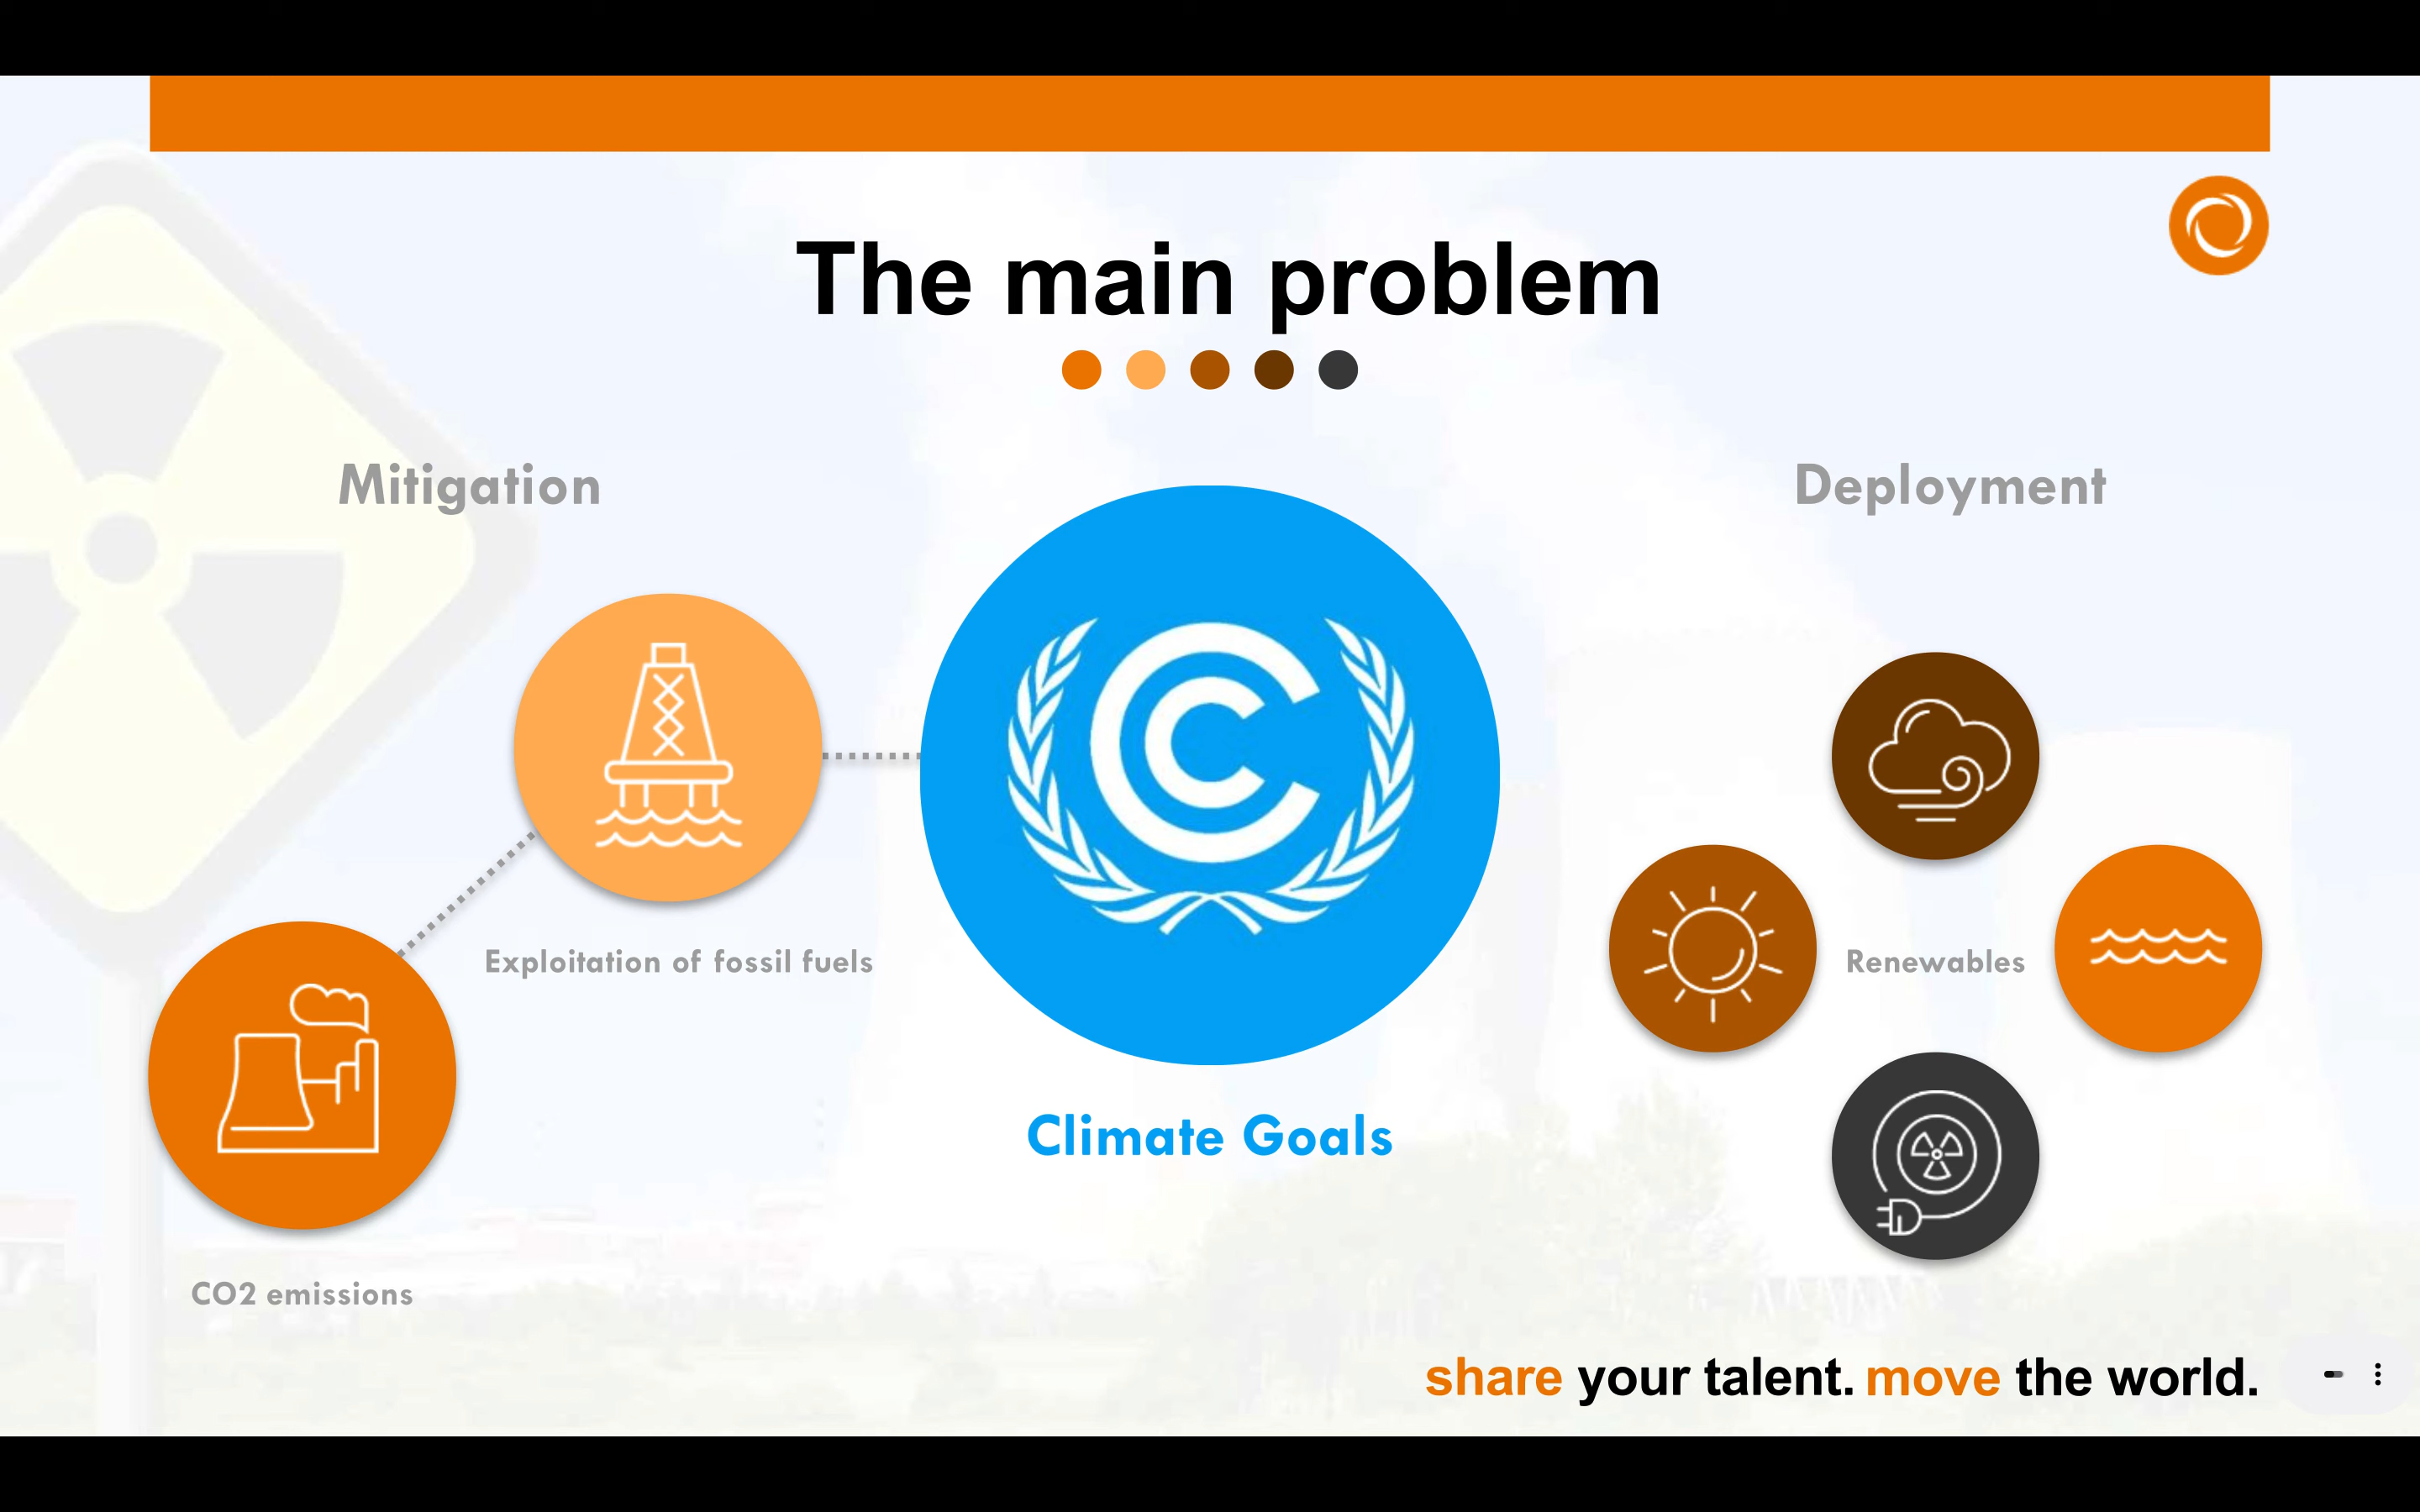 The main problem
Mitigation
Deployment
Exploitation of fossil fuels
Renewables
Climate Goals
CO2 emissions
share your talent. move the world.